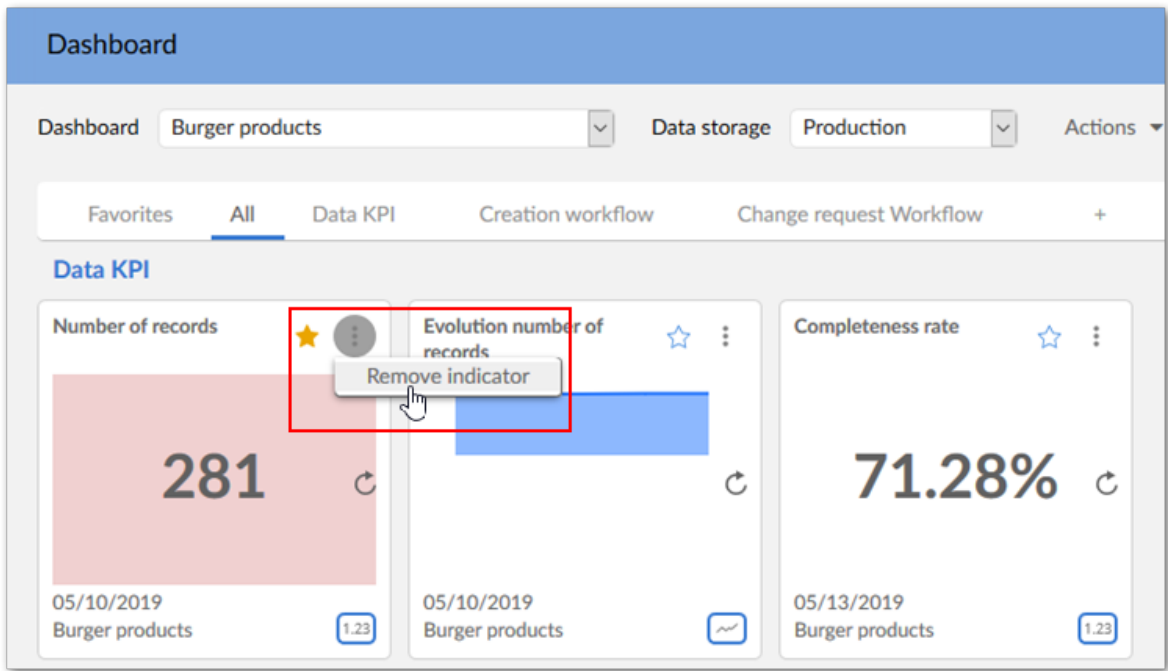 Dashboard
Dashboard Burger products Data storage Production Actions
Favorites All Data KPI Creation workflow Change request Workflow +
Data KPI
Number of records
Remove indicator
281
05/10/2019
Burger products
1.23
Evolution number of
records
05/10/2019
Burger products
Completeness rate
71.28%
05/13/2019
Burger products
1.23